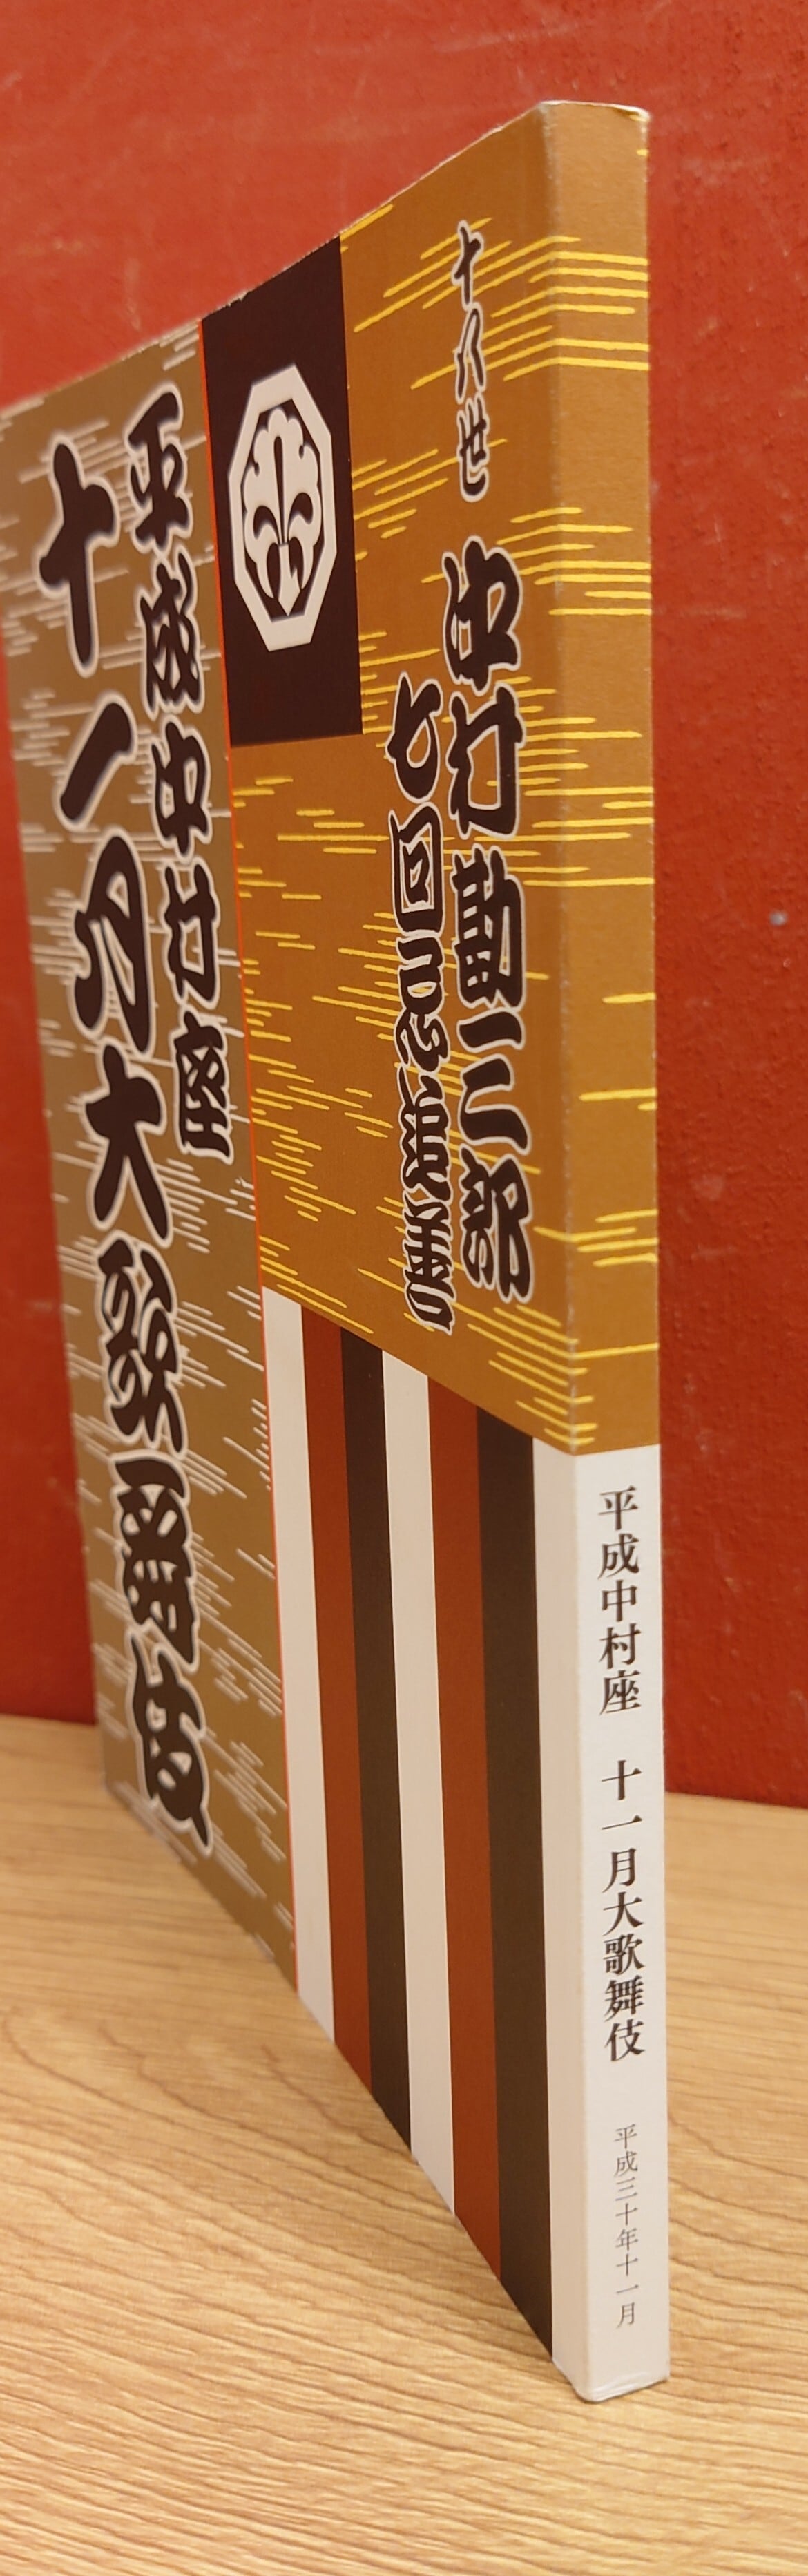 十八世
中村勘三郎
七回忌追善
平成中村座
十一月大歌舞伎
平成中村座 十一月大歌舞伎 平成三十年十一月